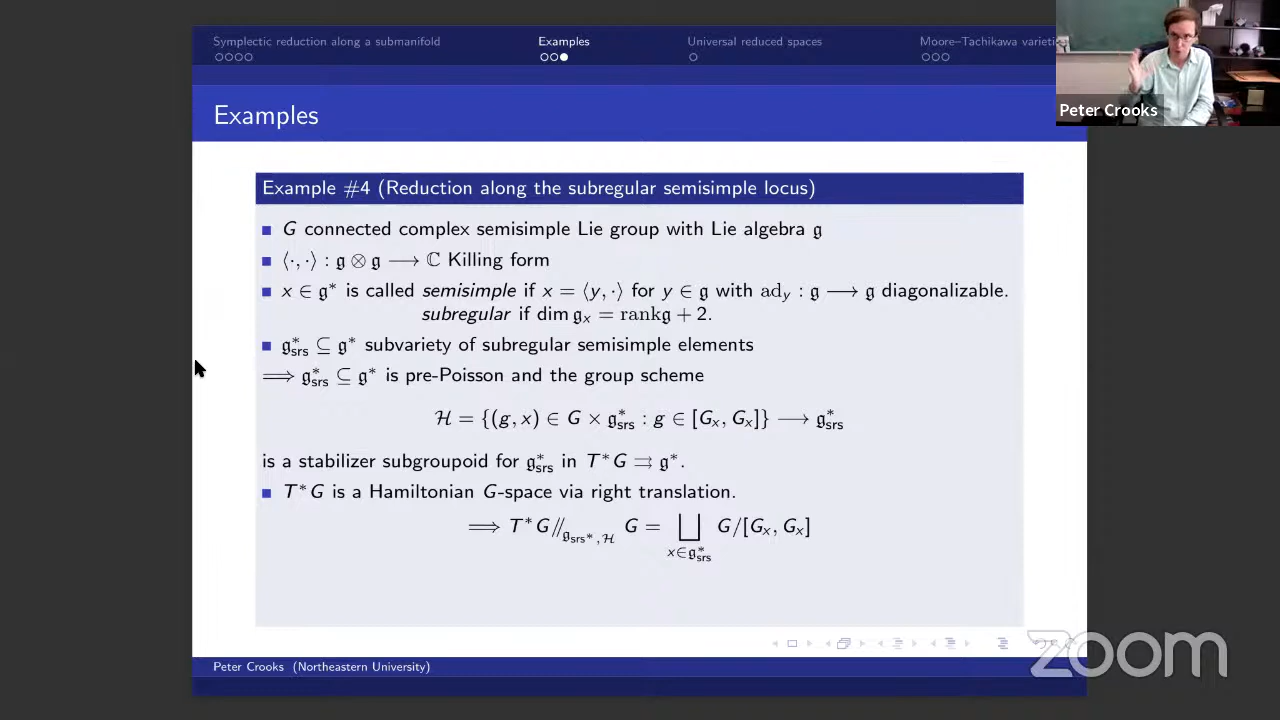 Symplectic reduction along a submanifold
Examples
Universal reduced spaces
Moore–Tachikawa varieti
Examples
Peter Crooks
Example #4 (Reduction along the subregular semisimple locus)
G connected complex semisimple Lie group with Lie algebra 𝔤
⟨·, ·⟩ : 𝔤 ⊗ 𝔤 ⟶ ℂ Killing form
x ∈ 𝔤* is called semisimple if x = ⟨y, ·⟩ for y ∈ 𝔤 with ad_y : 𝔤 ⟶ 𝔤 diagonalizable.
subregular if dim 𝔤_x = rank𝔤 + 2.
𝔤*_srs ⊆ 𝔤* subvariety of subregular semisimple elements
⟹ 𝔤*_srs ⊆ 𝔤* is pre-Poisson and the group scheme
ℋ = {(g, x) ∈ G × 𝔤*_srs : g ∈ [G_x, G_x]} ⟶ 𝔤*_srs
is a stabilizer subgroupoid for 𝔤*_srs in T*G ⇉ 𝔤*.
T*G is a Hamiltonian G-space via right translation.
⟹ T*G //_{𝔤_srs*, ℋ} G = ⨆_{x∈𝔤*_srs} G/[G_x, G_x]
Peter Crooks (Northeastern University)
zoom